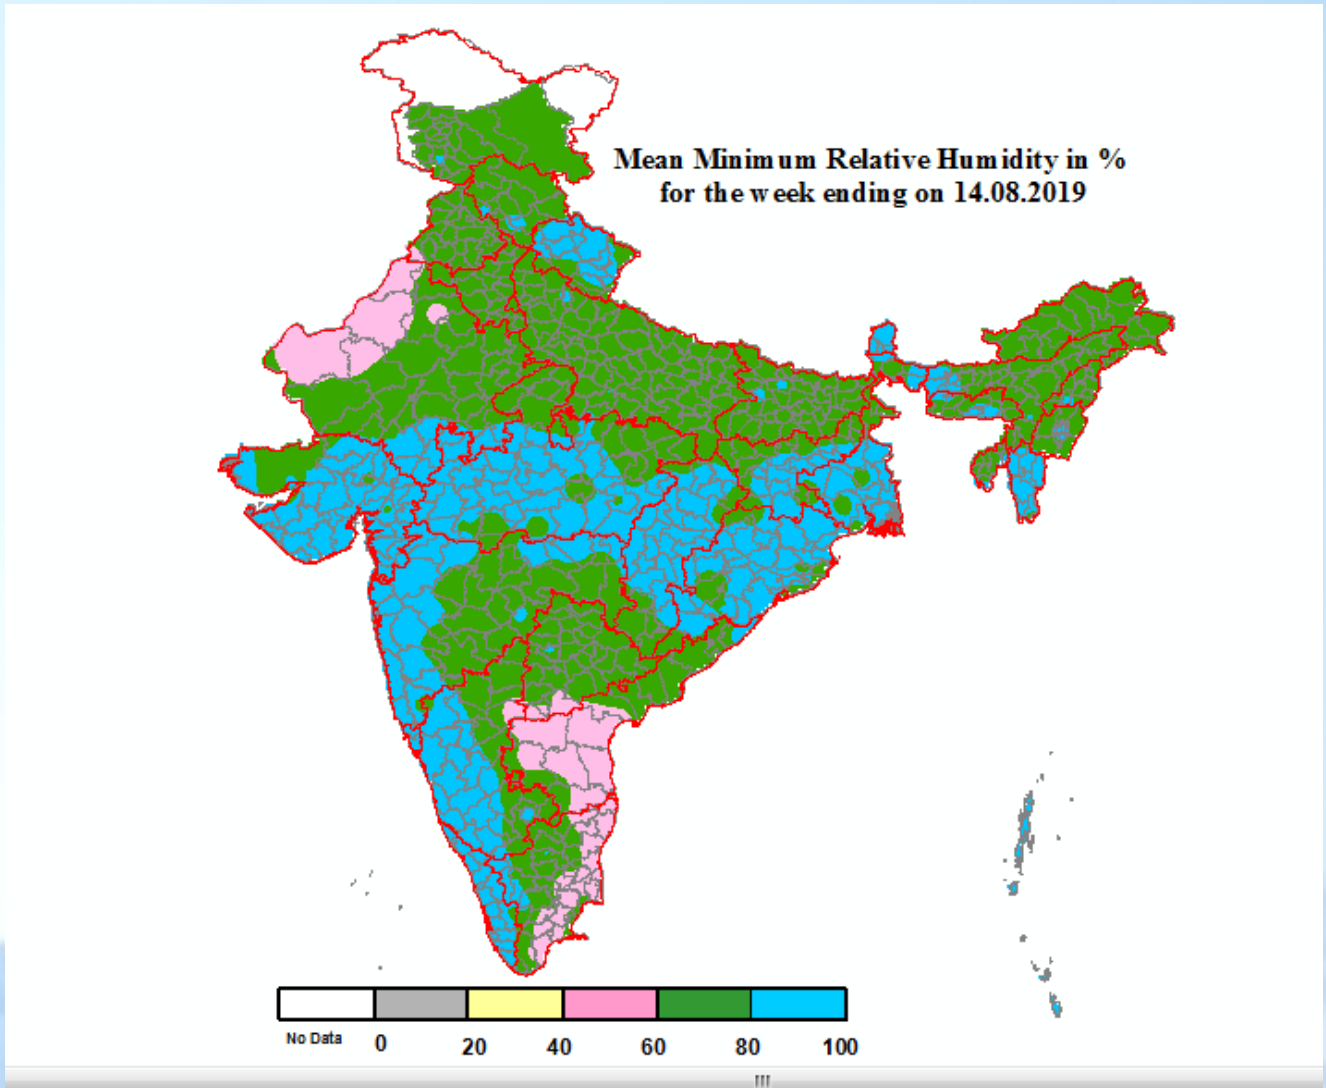 Mean Minimum Relative Humidity in %
for the week ending on 14.08.2019
No Data 0 20 40 60 80 100